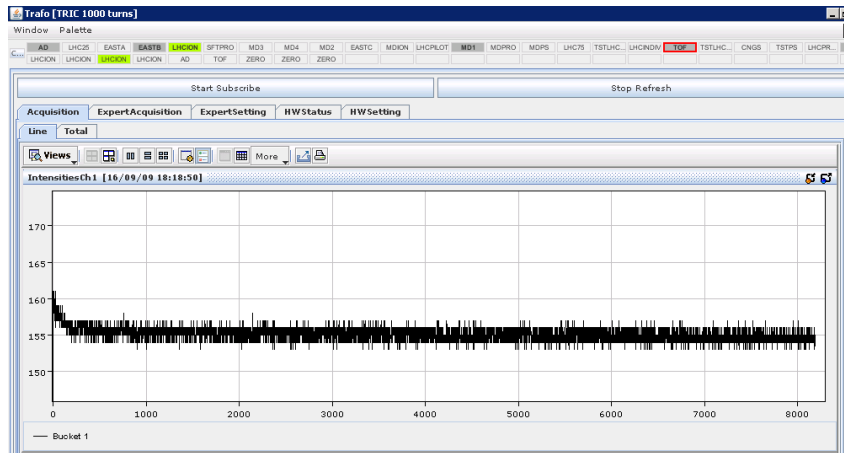 Trafo [TRIC 1000 turns]
Window Palette
C... AD LHC25 EASTA EASTB LHCION SFTPRO MD3 MD4 MD2 EASTC MDION LHCPILOT MD1 MDPRO MDPS LHC75 TSTLHC... LHCINDIV TOF TSTLHC... CNGS TSTPS LHCPR...
LHCION LHCION LHCION LHCION AD TOF ZERO ZERO ZERO
Start Subscribe Stop Refresh
Acquisition ExpertAcquisition ExpertSetting HWStatus HWSetting
Line Total
Views More
IntensitiesCh1 [16/09/09 18:18:50]
170
165
160
155
150
0 1000 2000 3000 4000 5000 6000 7000 8000
Bucket 1